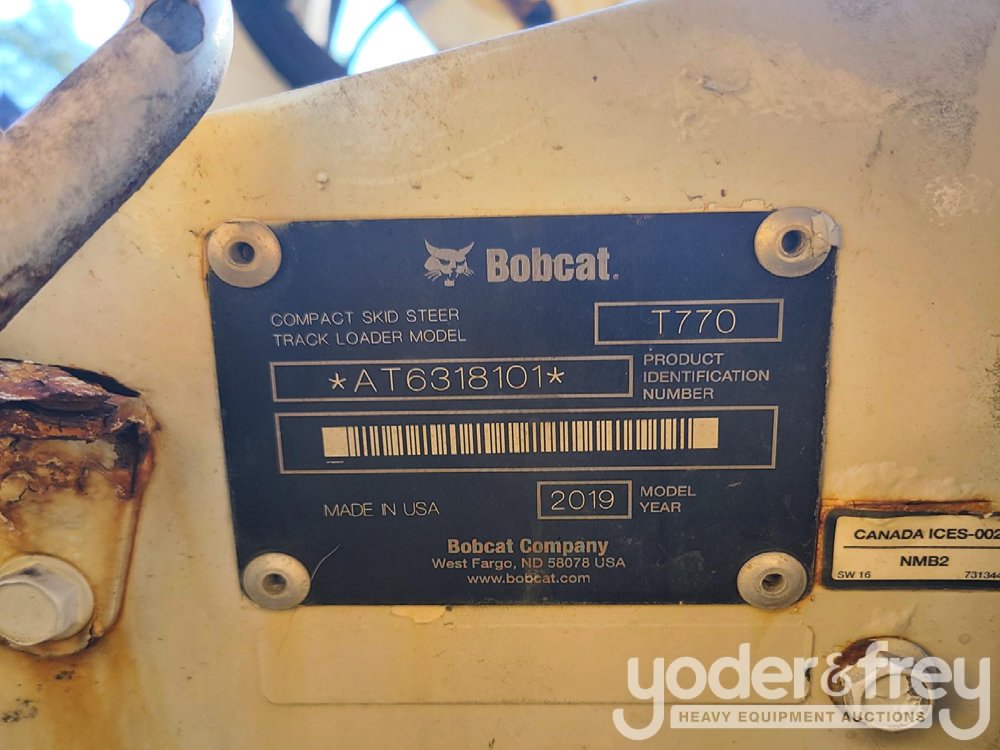 Bobcat.
COMPACT SKID STEER
TRACK LOADER MODEL
T770
*AT6318101*
PRODUCT
IDENTIFICATION
NUMBER
MADE IN USA
2019
MODEL
YEAR
Bobcat Company
West Fargo, ND 58078 USA
www.bobcat.com
CANADA ICES-002
NMB2
SW 16
731344
yoder&frey
HEAVY EQUIPMENT AUCTIONS